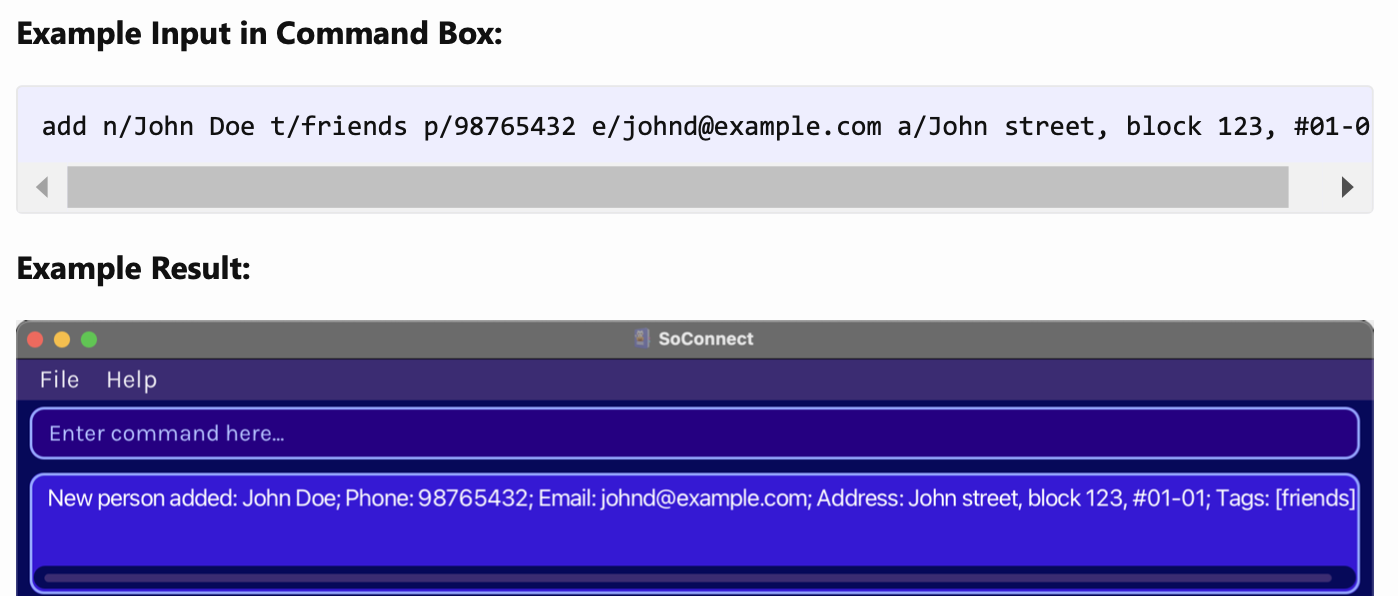 Example Input in Command Box:
add n/John Doe t/friends p/98765432 e/johnd@example.com a/John street, block 123, #01-0
Example Result:
SoConnect
File Help
Enter command here...
New person added: John Doe; Phone: 98765432; Email: johnd@example.com; Address: John street, block 123, #01-01; Tags: [friends]